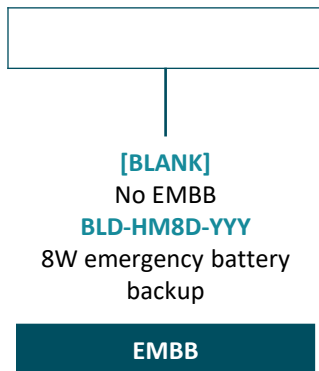 [BLANK]
No EMBB
BLD-HM8D-YYY
8W emergency battery
backup
EMBB